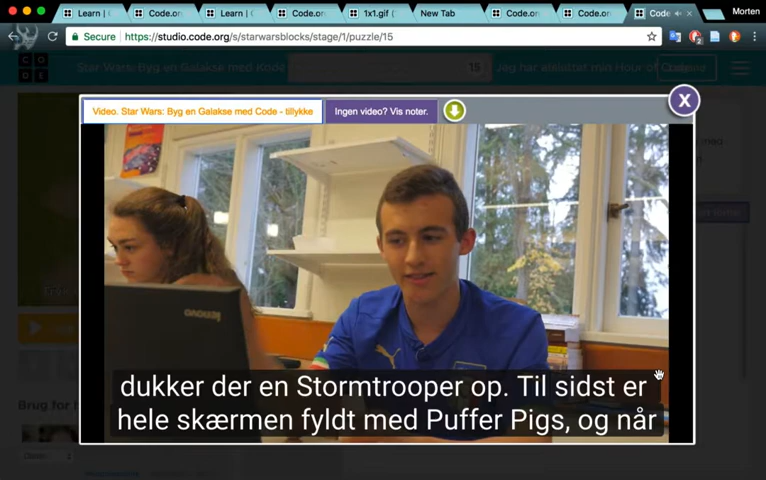 Learn |
Code.or
Learn | (
Code.or
1x1.gif (
New Tab
Code.or
Code.or
Code
Morten
Secure
https://studio.code.org/s/starwarsblocks/stage/1/puzzle/15
Star Wars: Byg en Galakse med Kode
15
Jeg har afsluttet min Hour of Code
Video. Star Wars: Byg en Galakse med Code - tillykke
Ingen video? Vis noter.
X
lenovo
dukker der en Stormtrooper op. Til sidst er
hele skærmen fyldt med Puffer Pigs, og når
Brug for